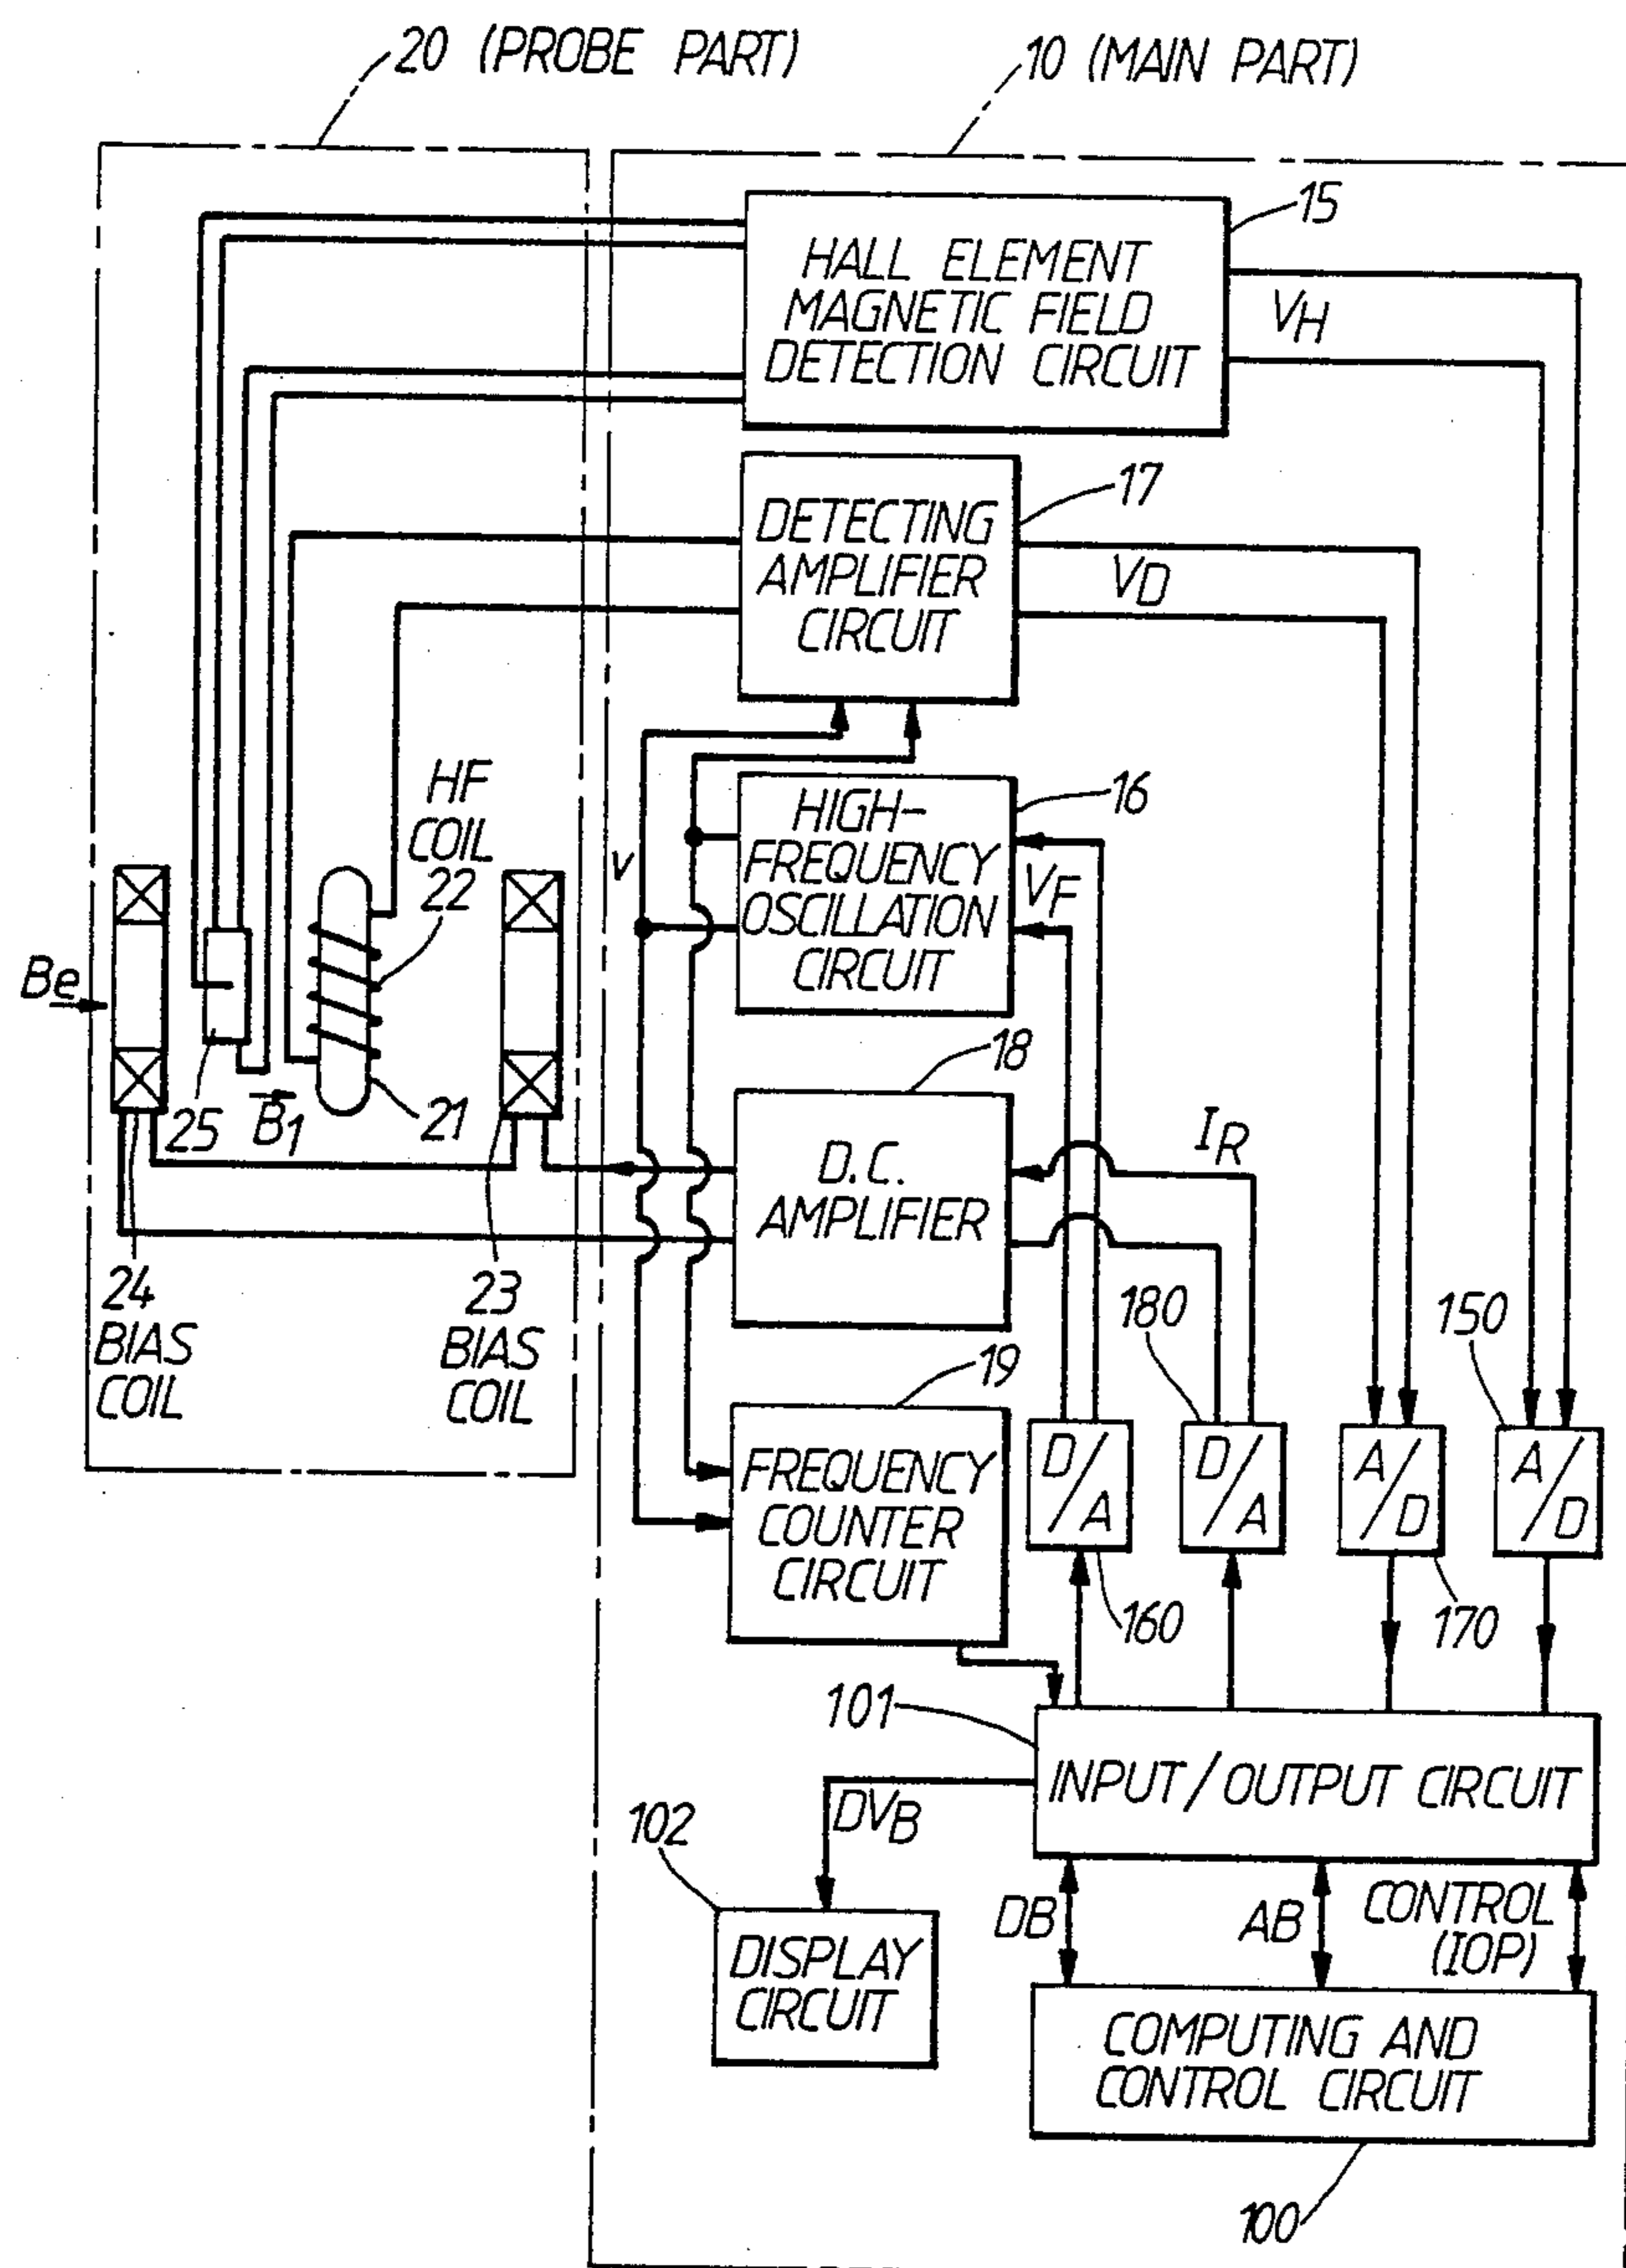 20 (PROBE PART)
10 (MAIN PART)
15
HALL ELEMENT
MAGNETIC FIELD
DETECTION CIRCUIT
VH
17
DETECTING
AMPLIFIER
CIRCUIT
VD
HF
COIL
22
16
HIGH-
FREQUENCY
OSCILLATION
CIRCUIT
v
VF
Be
25
B1
21
18
D.C.
AMPLIFIER
IR
24
BIAS
COIL
23
BIAS
COIL
180
150
19
FREQUENCY
COUNTER
CIRCUIT
D/A
D/A
A/D
A/D
160
170
101
INPUT/OUTPUT CIRCUIT
DVB
102
DISPLAY
CIRCUIT
DB
AB
CONTROL
(IOP)
COMPUTING AND
CONTROL CIRCUIT
100